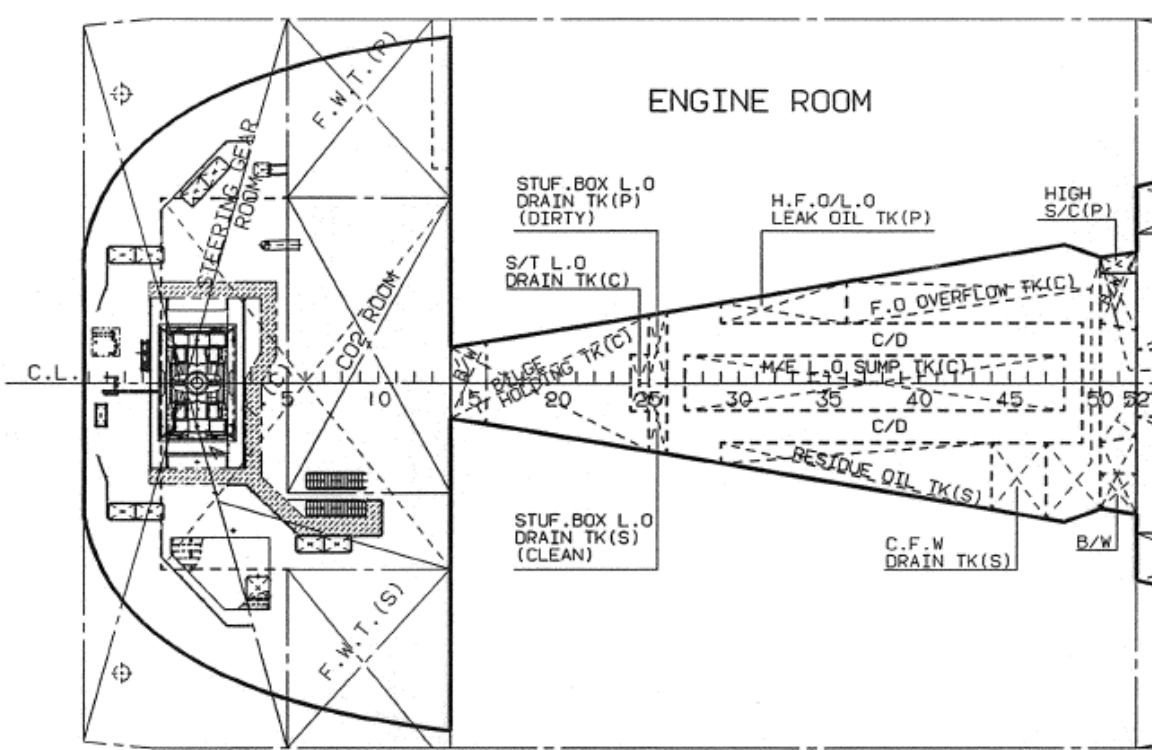 ENGINE ROOM
F.W.T.(P)
STEERING GEAR
ROOM
STUF.BOX L.O
DRAIN TK(P)
(DIRTY)
H.F.O/L.O
LEAK OIL TK(P)
HIGH
S/C(P)
S/T L.O
DRAIN TK(C)
CO2 ROOM
F.O OVERFLOW TK(C)
B/W
C/D
B/W
BILGE
HOLDING TK(C)
M/E L.O SUMP TK(C)
C.L.
5 10 15 20 25 30 35 40 45 50 52
(C)
C/D
RESIDUE OIL TK(S)
STUF.BOX L.O
DRAIN TK(S)
(CLEAN)
C.F.W
DRAIN TK(S)
B/W
F.W.T.(S)